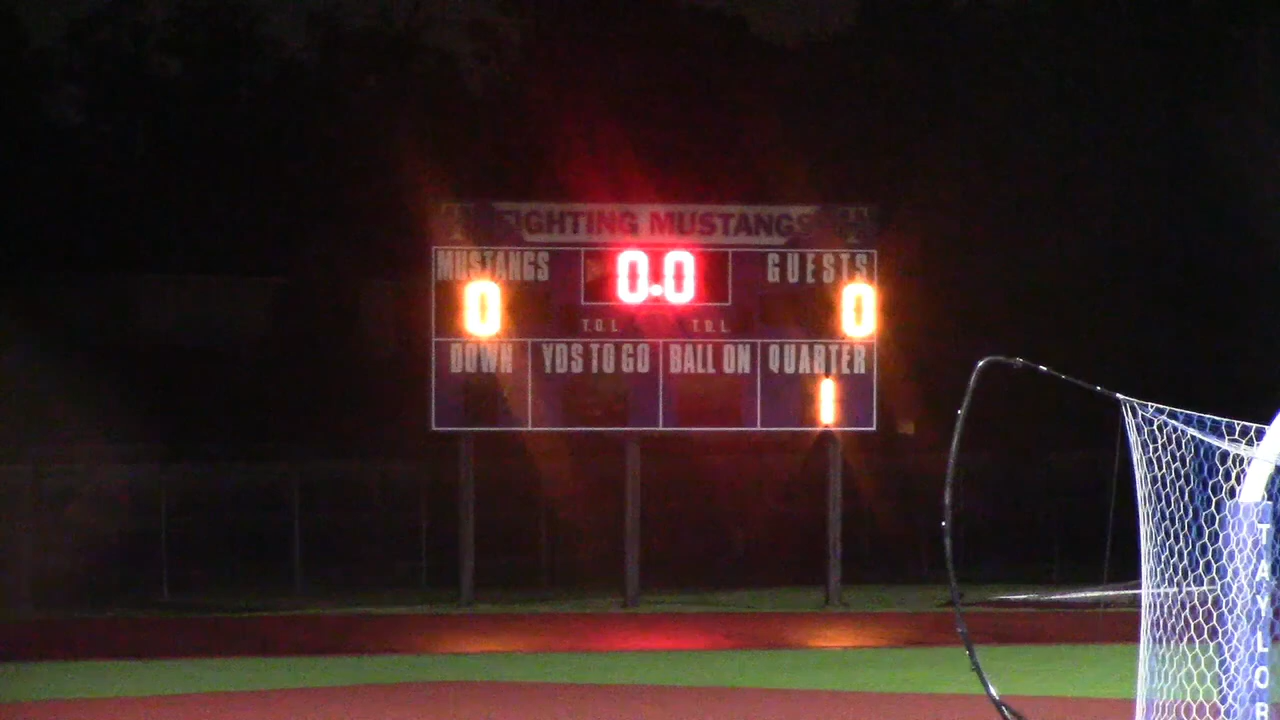 FIGHTING MUSTANGS
MUSTANGS 0.0 GUESTS
0 T.O.L. T.O.L. 0
DOWN YDS TO GO BALL ON QUARTER
1
TAYLOR